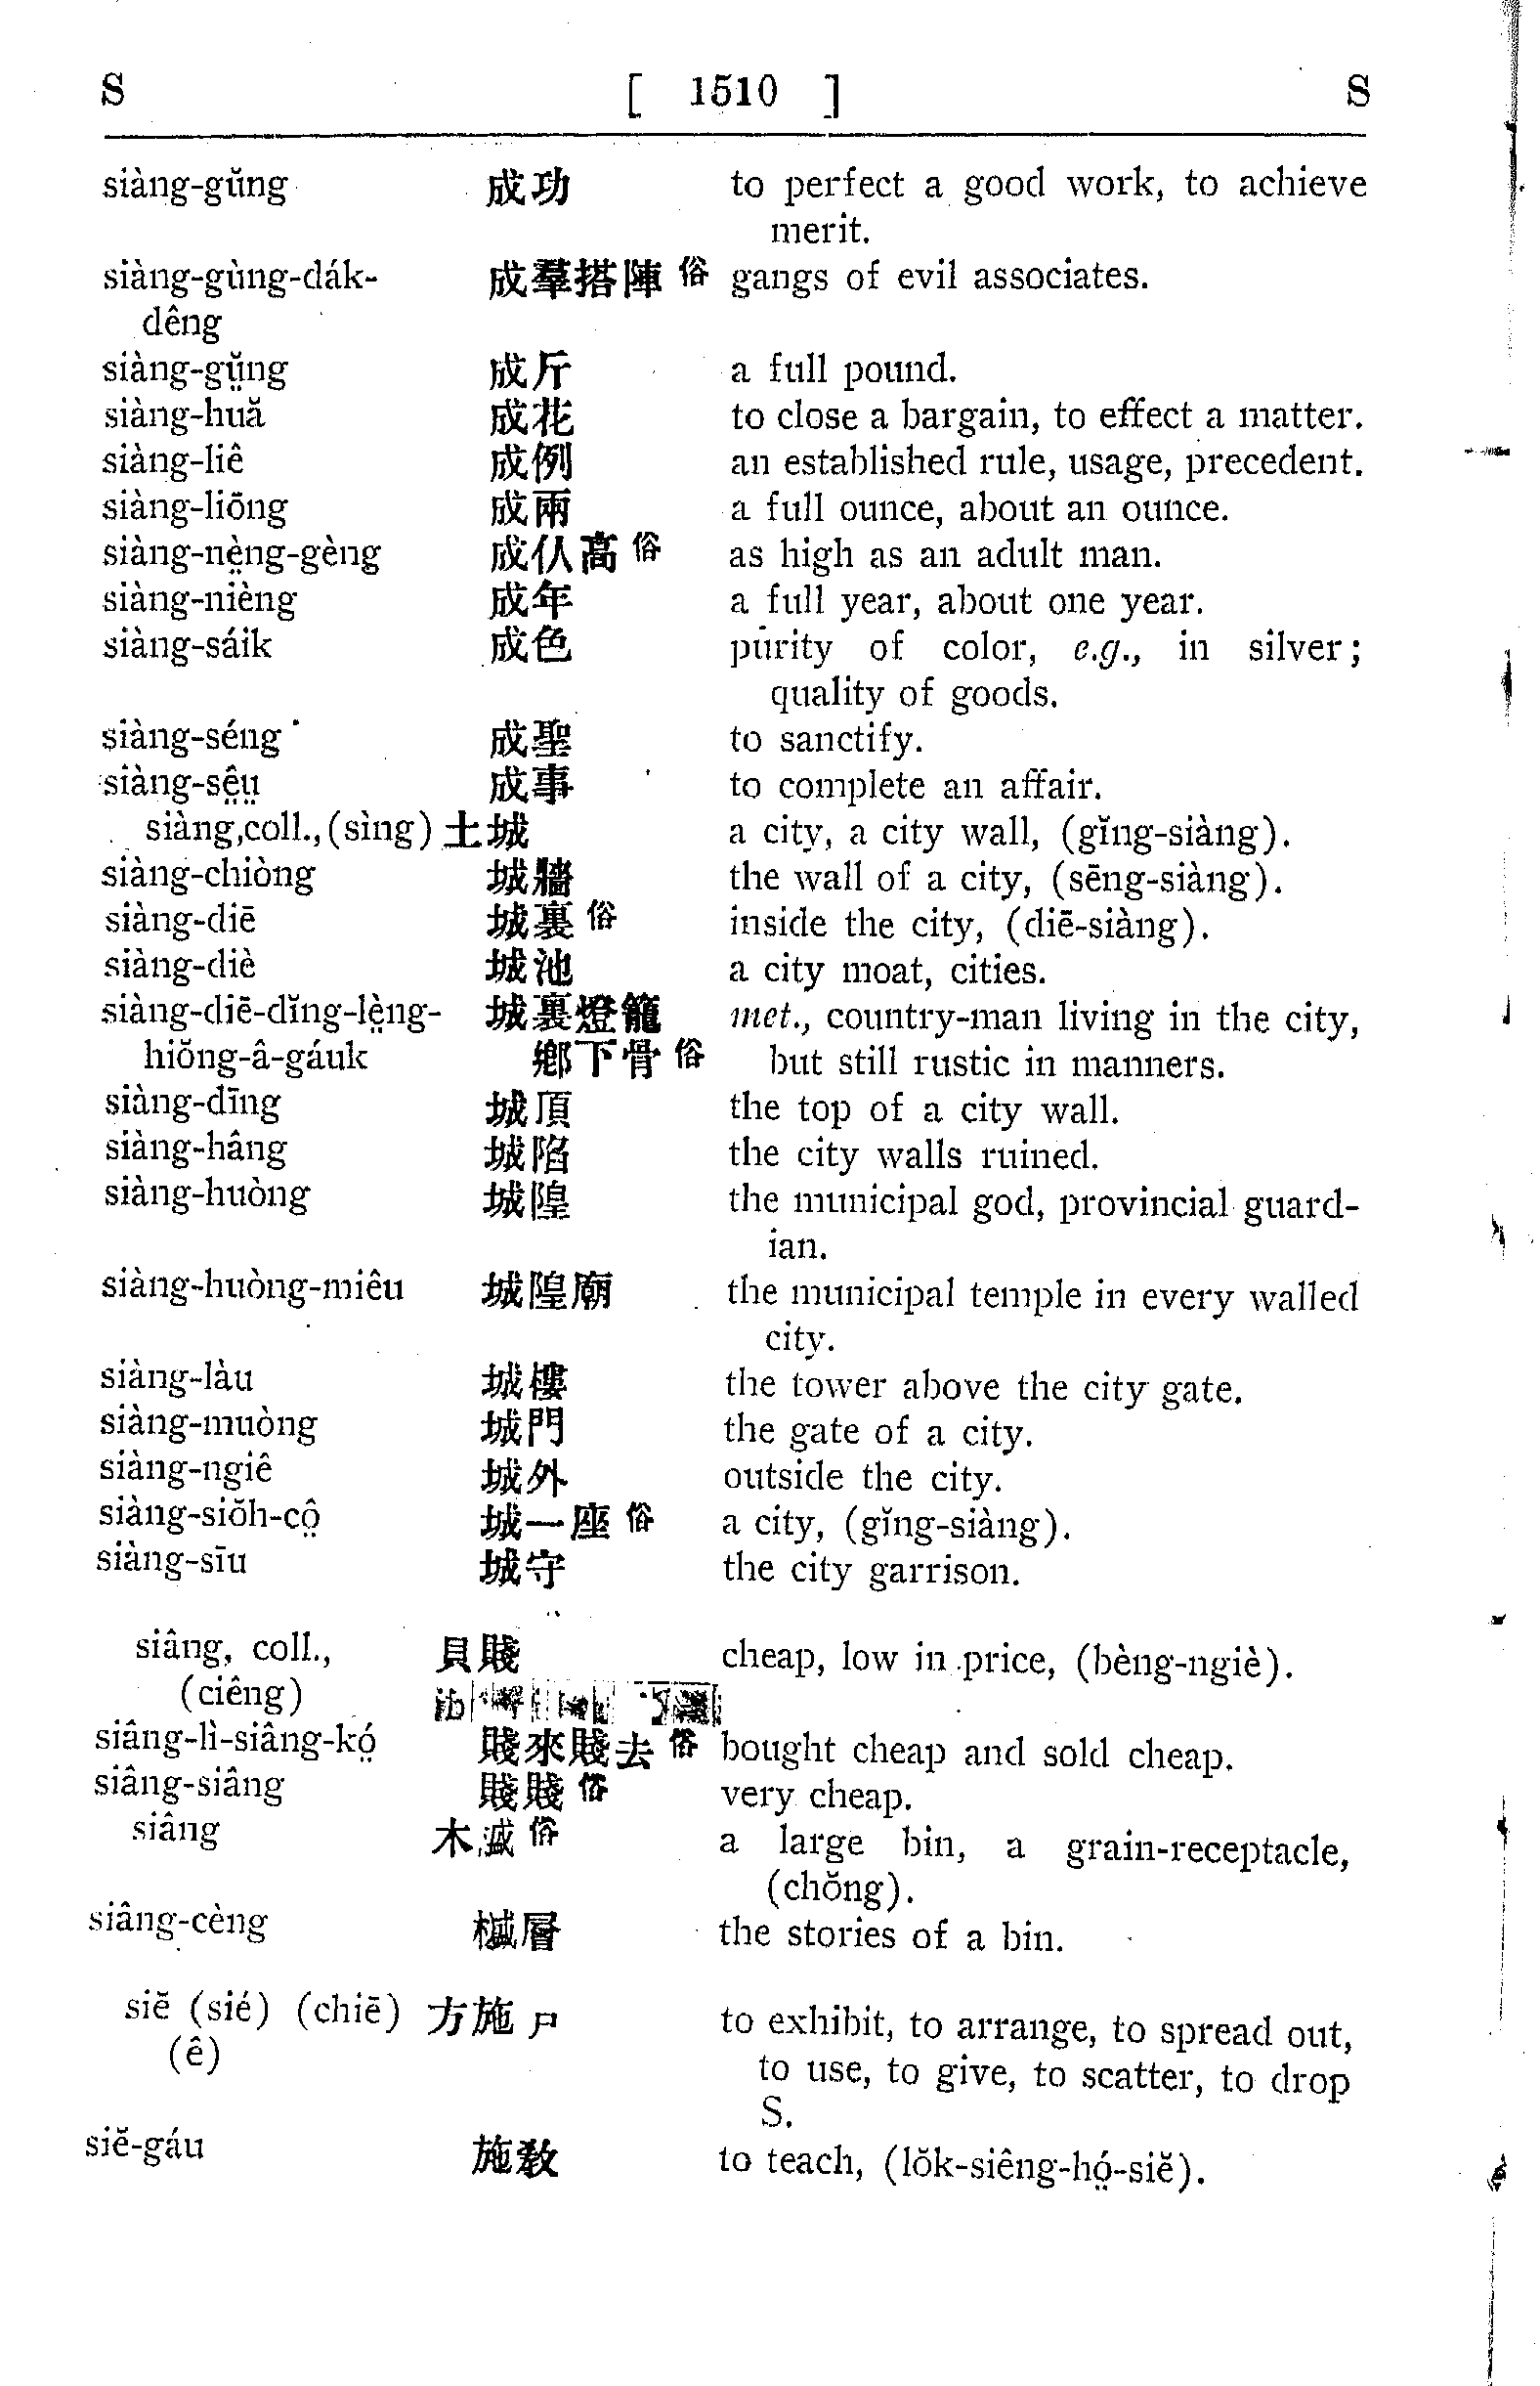 S [ 1510 ] S
siàng-gŭng 成功 to perfect a good work, to achieve
merit.
siàng-gùng-dák- 成羣搭陣俗 gangs of evil associates.
dêng
siàng-gṳ̆ng 成斤 a full pound.
siàng-huă 成花 to close a bargain, to effect a matter.
siàng-liê 成例 an established rule, usage, precedent.
siàng-liōng 成兩 a full ounce, about an ounce.
siàng-nè̤ng-gèng 成仈高俗 as high as an adult man.
siàng-nièng 成年 a full year, about one year.
siàng-sáik 成色 purity of color, e.g., in silver;
quality of goods.
siàng-séng 成聖 to sanctify.
siàng-sê̤ṳ 成事 to complete an affair.
siàng,coll.,(sìng) 土城 a city, a city wall, (gĭng-siàng).
siàng-chiòng 城牆 the wall of a city, (sēng-siàng).
siàng-diē 城裏俗 inside the city, (diē-siàng).
siàng-diè 城池 a city moat, cities.
siàng-diē-dĭng-lè̤ng- 城裏燈籠 met., country-man living in the city,
hiŏng-â-gáuk 鄉下骨俗 but still rustic in manners.
siàng-dīng 城頂 the top of a city wall.
siàng-hâng 城陷 the city walls ruined.
siàng-huòng 城隍 the municipal god, provincial guard-
ian.
siàng-huòng-miêu 城隍廟 the municipal temple in every walled
city.
siàng-làu 城樓 the tower above the city gate.
siàng-muòng 城門 the gate of a city.
siàng-ngiê 城外 outside the city.
siàng-siŏh-cô̤ 城一座俗 a city, (gĭng-siàng).
siàng-sīu 城守 the city garrison.
siâng, coll., 貝賤 cheap, low in price, (bèng-ngiè).
(ciêng)
siâng-lì-siâng-kó̤ 賤來賤去俗 bought cheap and sold cheap.
siâng-siâng 賤賤俗 very cheap.
siâng 木 俗 a large bin, a grain-receptacle,
(chŏng).
siâng-cèng 層 the stories of a bin.
siĕ (sié) (chiē) 方施尸 to exhibit, to arrange, to spread out,
(ê) to use, to give, to scatter, to drop
S.
siĕ-gáu 施教 to teach, (lŏk-siêng-hó̤-siĕ).